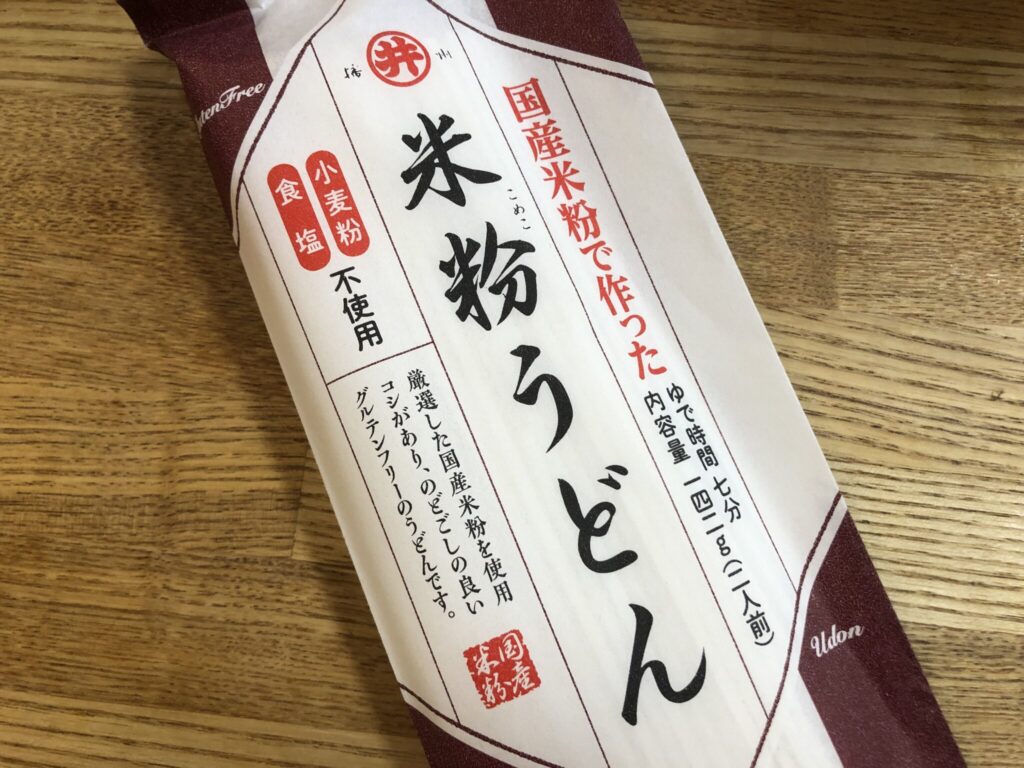 井
播州
国産米粉で作った
ゆで時間 七分
内容量 一四二g(二人前)
米粉うどん
こめこ
小麦粉
食塩
不使用
厳選した国産米粉を使用
コシがあり、のどごしの良い
グルテンフリーのうどんです。
国産
米粉
Free
Udon